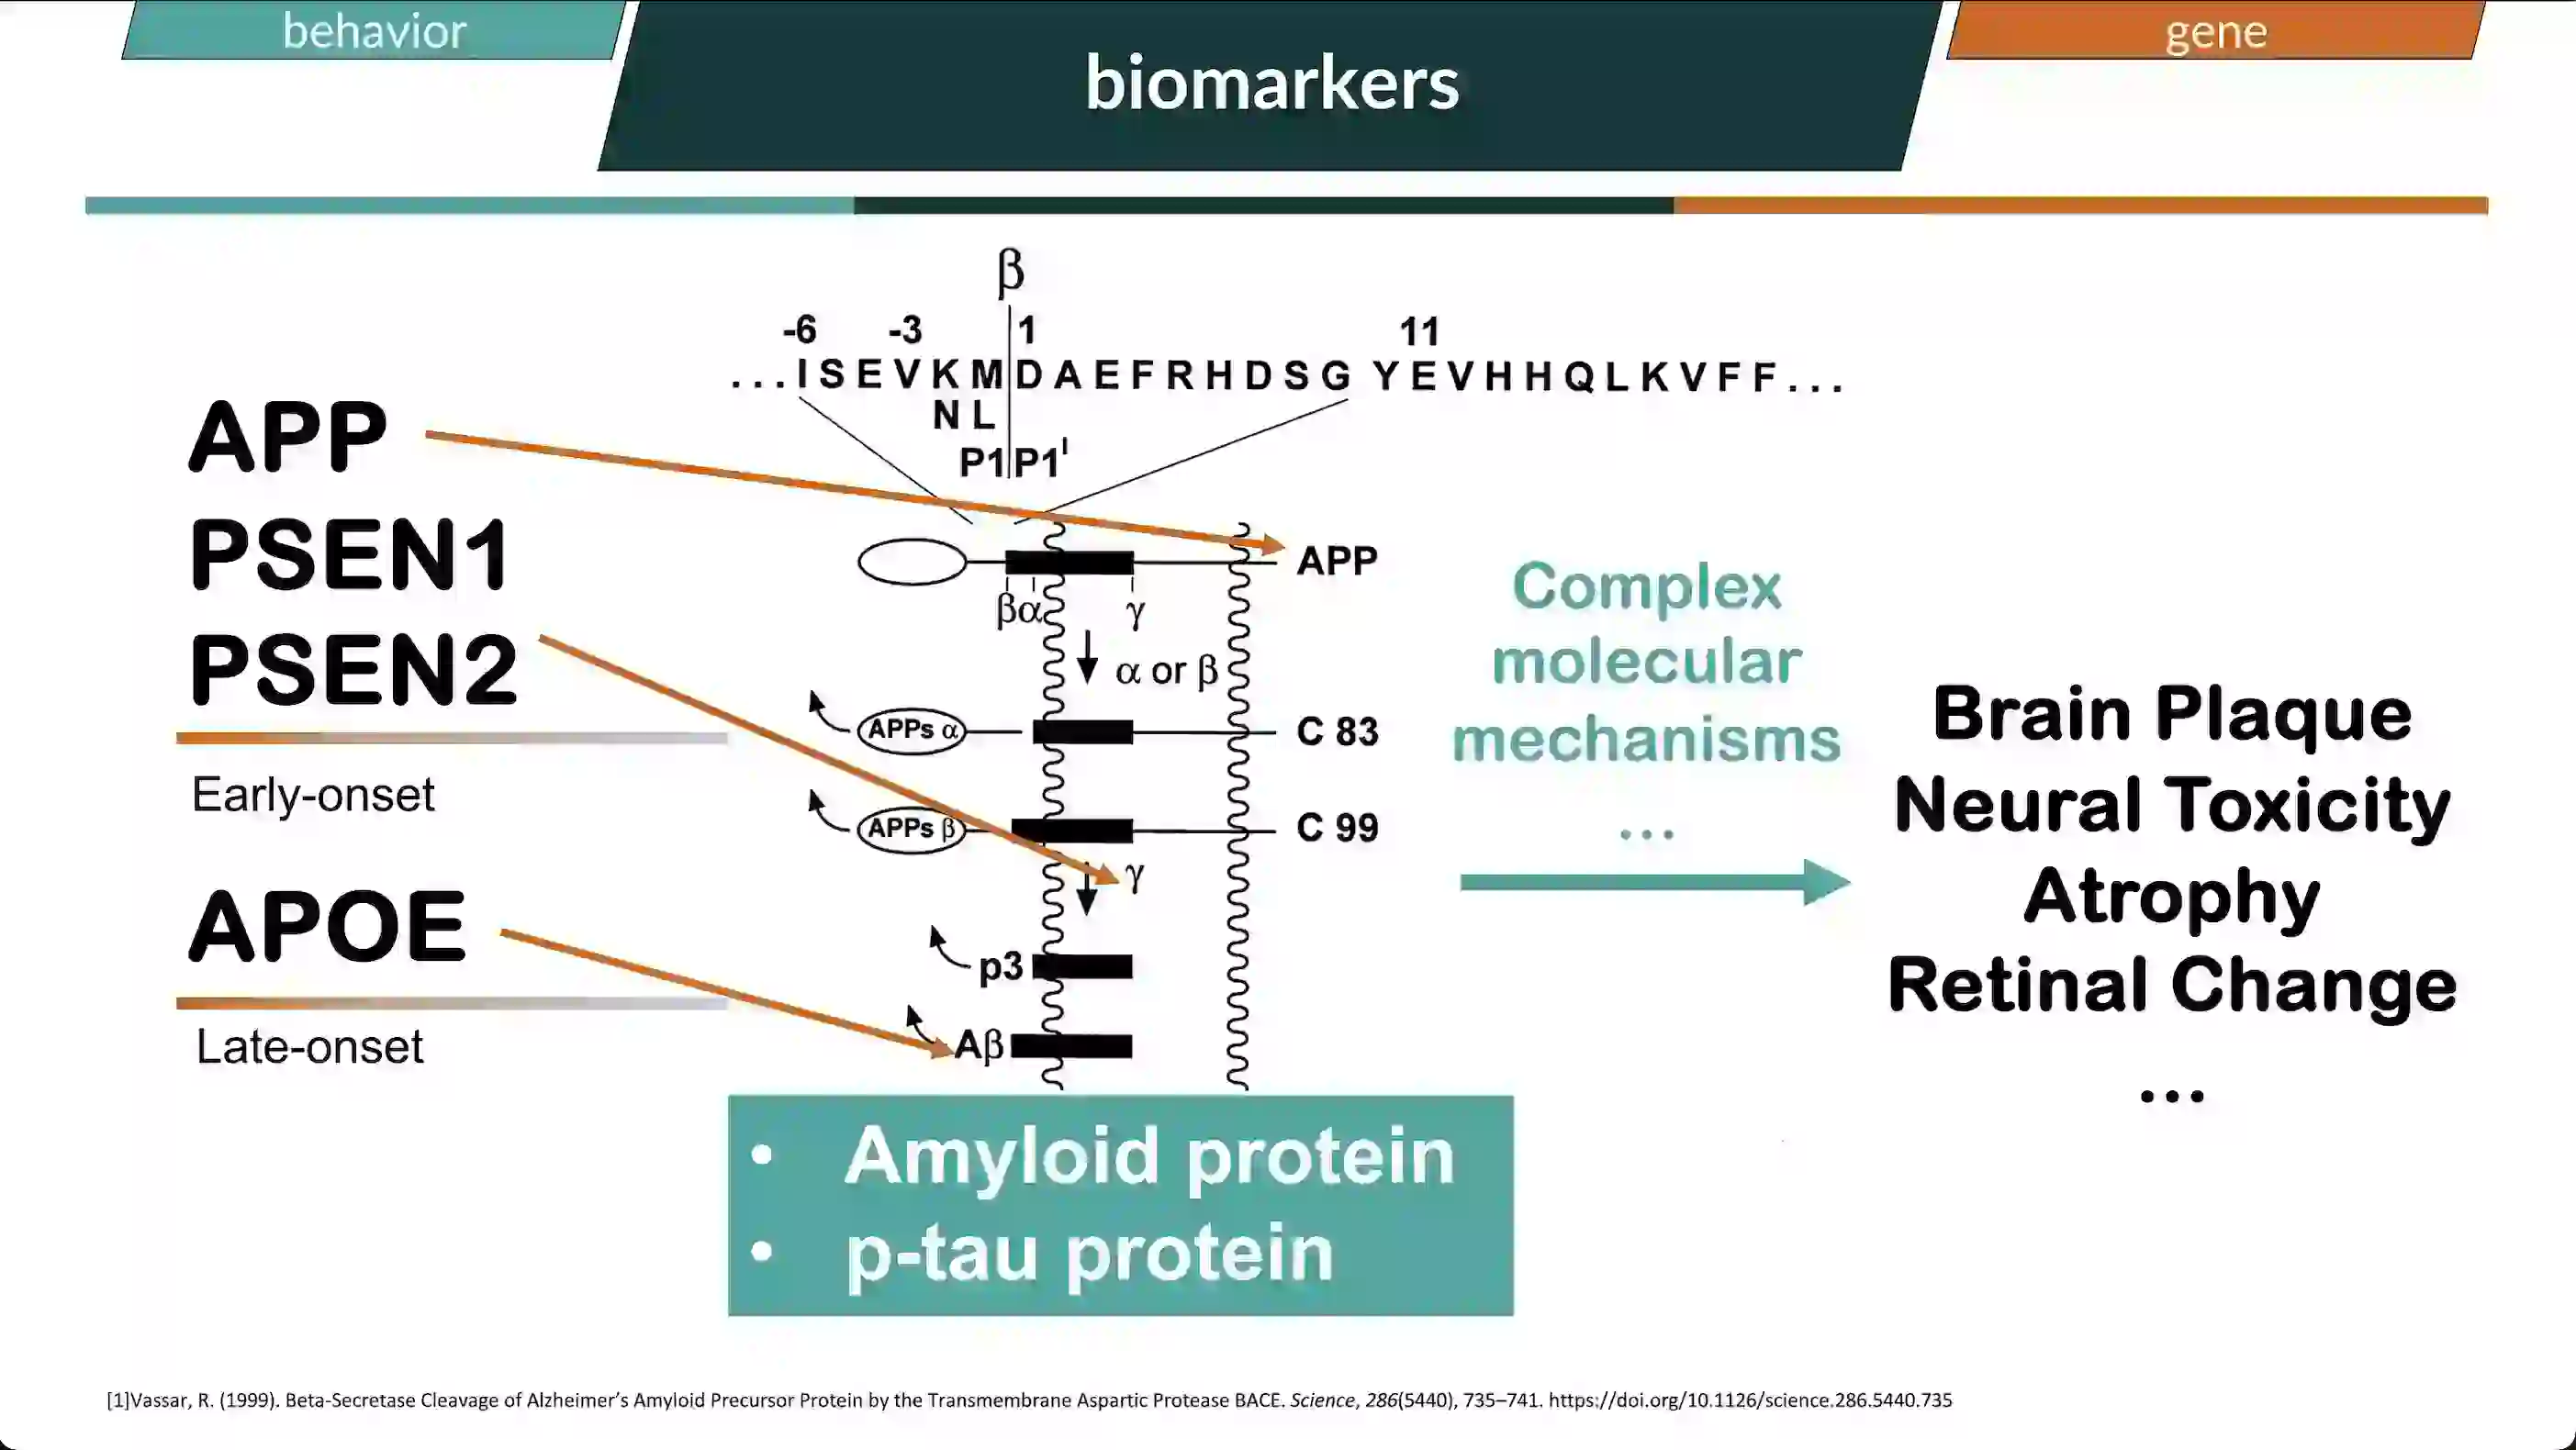 behavior
biomarkers
gene
β
-6 -3 1 11
...I S E V K M D A E F R H D S G Y E V H H Q L K V F F...
N L
P1 P1'
APP
PSEN1
PSEN2
Early-onset
APOE
Late-onset
APP
βα γ
α or β
APPs α C 83
APPs β C 99
γ
p3
Aβ
Complex
molecular
mechanisms
...
Brain Plaque
Neural Toxicity
Atrophy
Retinal Change
...
• Amyloid protein
• p-tau protein
[1]Vassar, R. (1999). Beta-Secretase Cleavage of Alzheimer’s Amyloid Precursor Protein by the Transmembrane Aspartic Protease BACE. Science, 286(5440), 735–741. https://doi.org/10.1126/science.286.5440.735